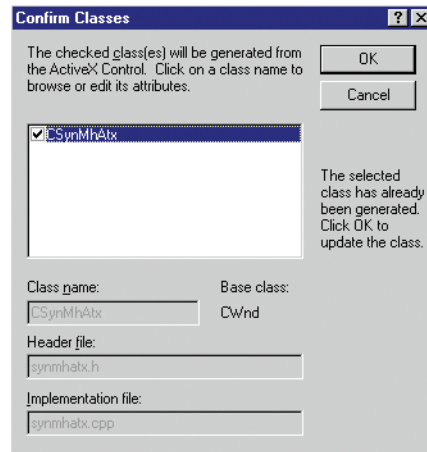 Confirm Classes
The checked class(es) will be generated from
the ActiveX Control. Click on a class name to
browse or edit its attributes.
OK
Cancel
CSynMhAtx
The selected
class has already
been generated.
Click OK to
update the class.
Class name:
Base class:
CSynMhAtx
CWnd
Header file:
synmhatx.h
Implementation file:
synmhatx.cpp